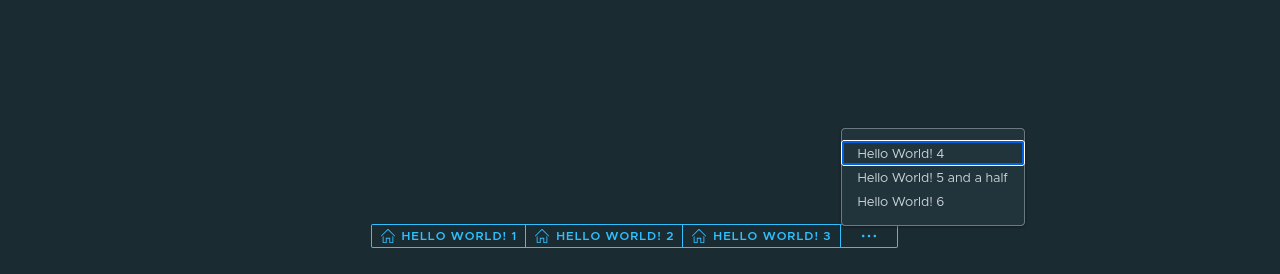 Hello World! 4
Hello World! 5 and a half
Hello World! 6
HELLO WORLD! 1 HELLO WORLD! 2 HELLO WORLD! 3 ...